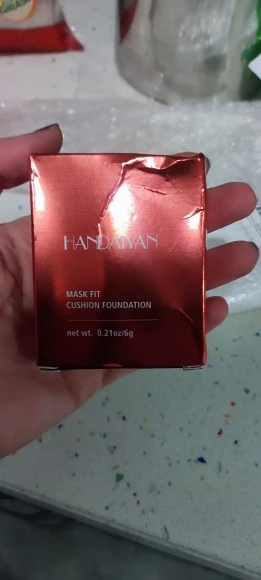 HANDAIYAN
MASK FIT
CUSHION FOUNDATION
net wt. 0.21oz/6g